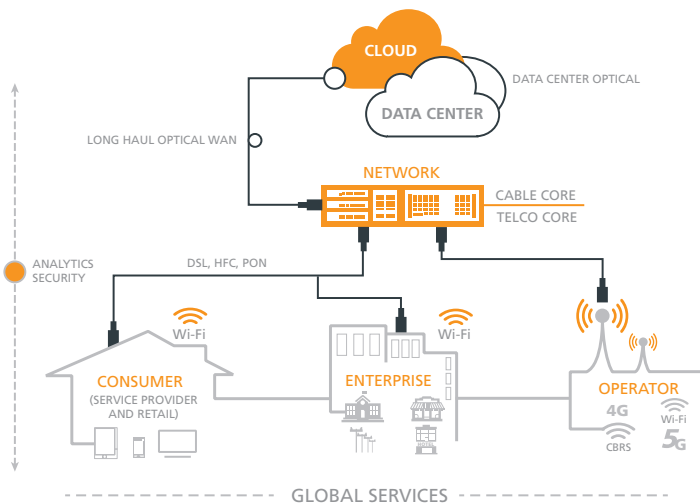 CLOUD
DATA CENTER OPTICAL
DATA CENTER
LONG HAUL OPTICAL WAN
NETWORK
CABLE CORE
TELCO CORE
ANALYTICS
SECURITY
DSL, HFC, PON
Wi-Fi
Wi-Fi
CONSUMER
(SERVICE PROVIDER
AND RETAIL)
ENTERPRISE
HOTEL
OPERATOR
4G
Wi-Fi
CBRS
5G
GLOBAL SERVICES